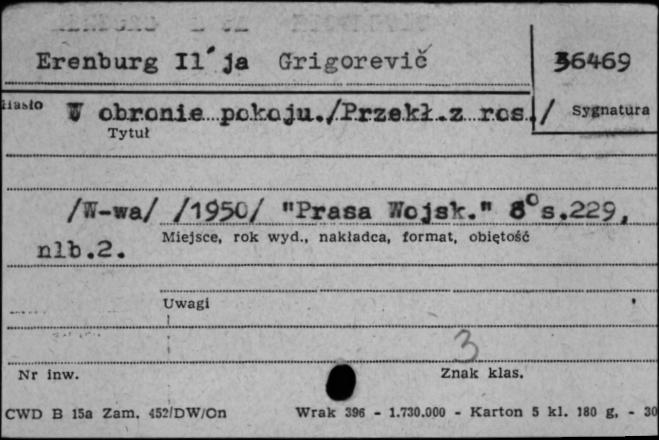 Erenburg Il'ja Grigorevič 36469
Hasło W obronie pokoju./Przekł.z ros./ Sygnatura
Tytuł
/W-wa/ /1950/ "Prasa Wojsk." 8° s.229,
Miejsce, rok wyd., nakładca, format, obiętość
nlb.2.
Uwagi
3
Nr inw. Znak klas.
CWD B 15a Zam. 452/DW/On Wrak 396 - 1.730.000 - Karton 5 kl. 180 g, - 30